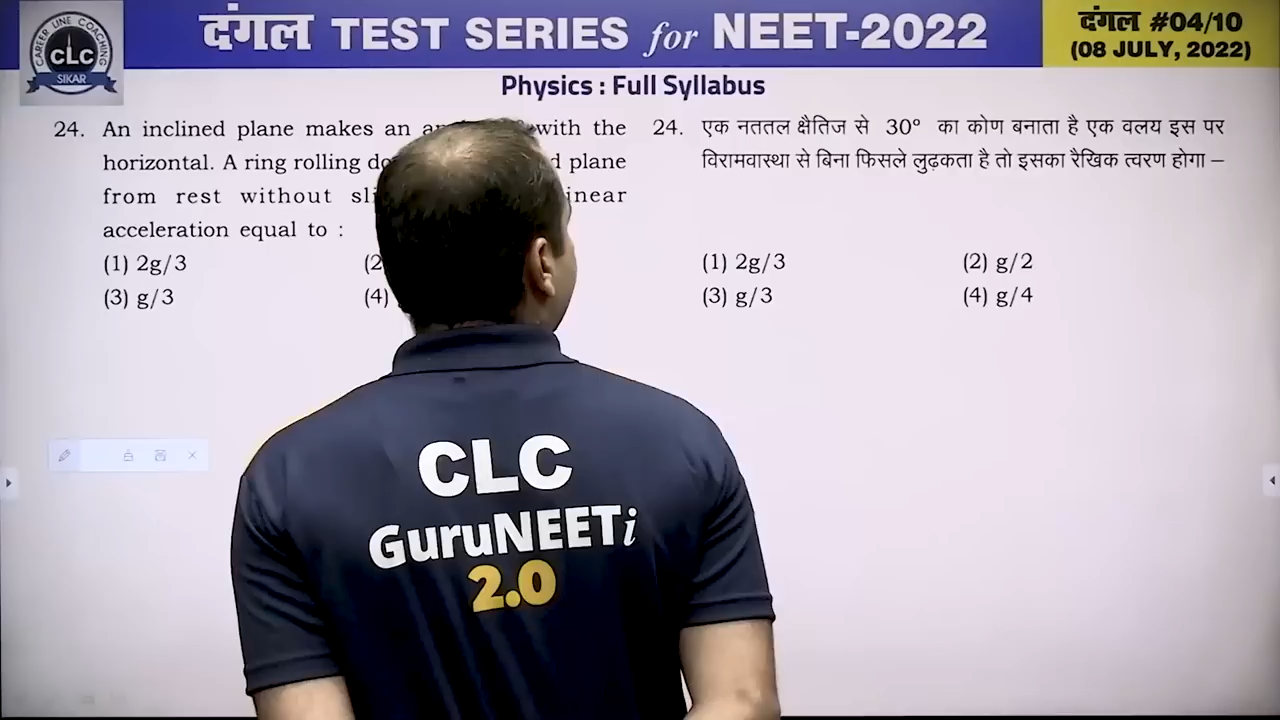 CAREER LINE COACHING
CLC
SIKAR
दंगल TEST SERIES for NEET-2022
दंगल #04/10
(08 JULY, 2022)
Physics : Full Syllabus
24. An inclined plane makes an with the
horizontal. A ring rolling plane
from rest without
acceleration equal to :
(1) 2g/3
(3) g/3 (4)
24. एक नततल क्षैतिज से 30° का कोण बनाता है एक वलय इस पर
विरामवास्था से बिना फिसले लुढ़कता है तो इसका रैखिक त्वरण होगा –
(1) 2g/3 (2) g/2
(3) g/3 (4) g/4
CLC
GuruNEETi
2.0